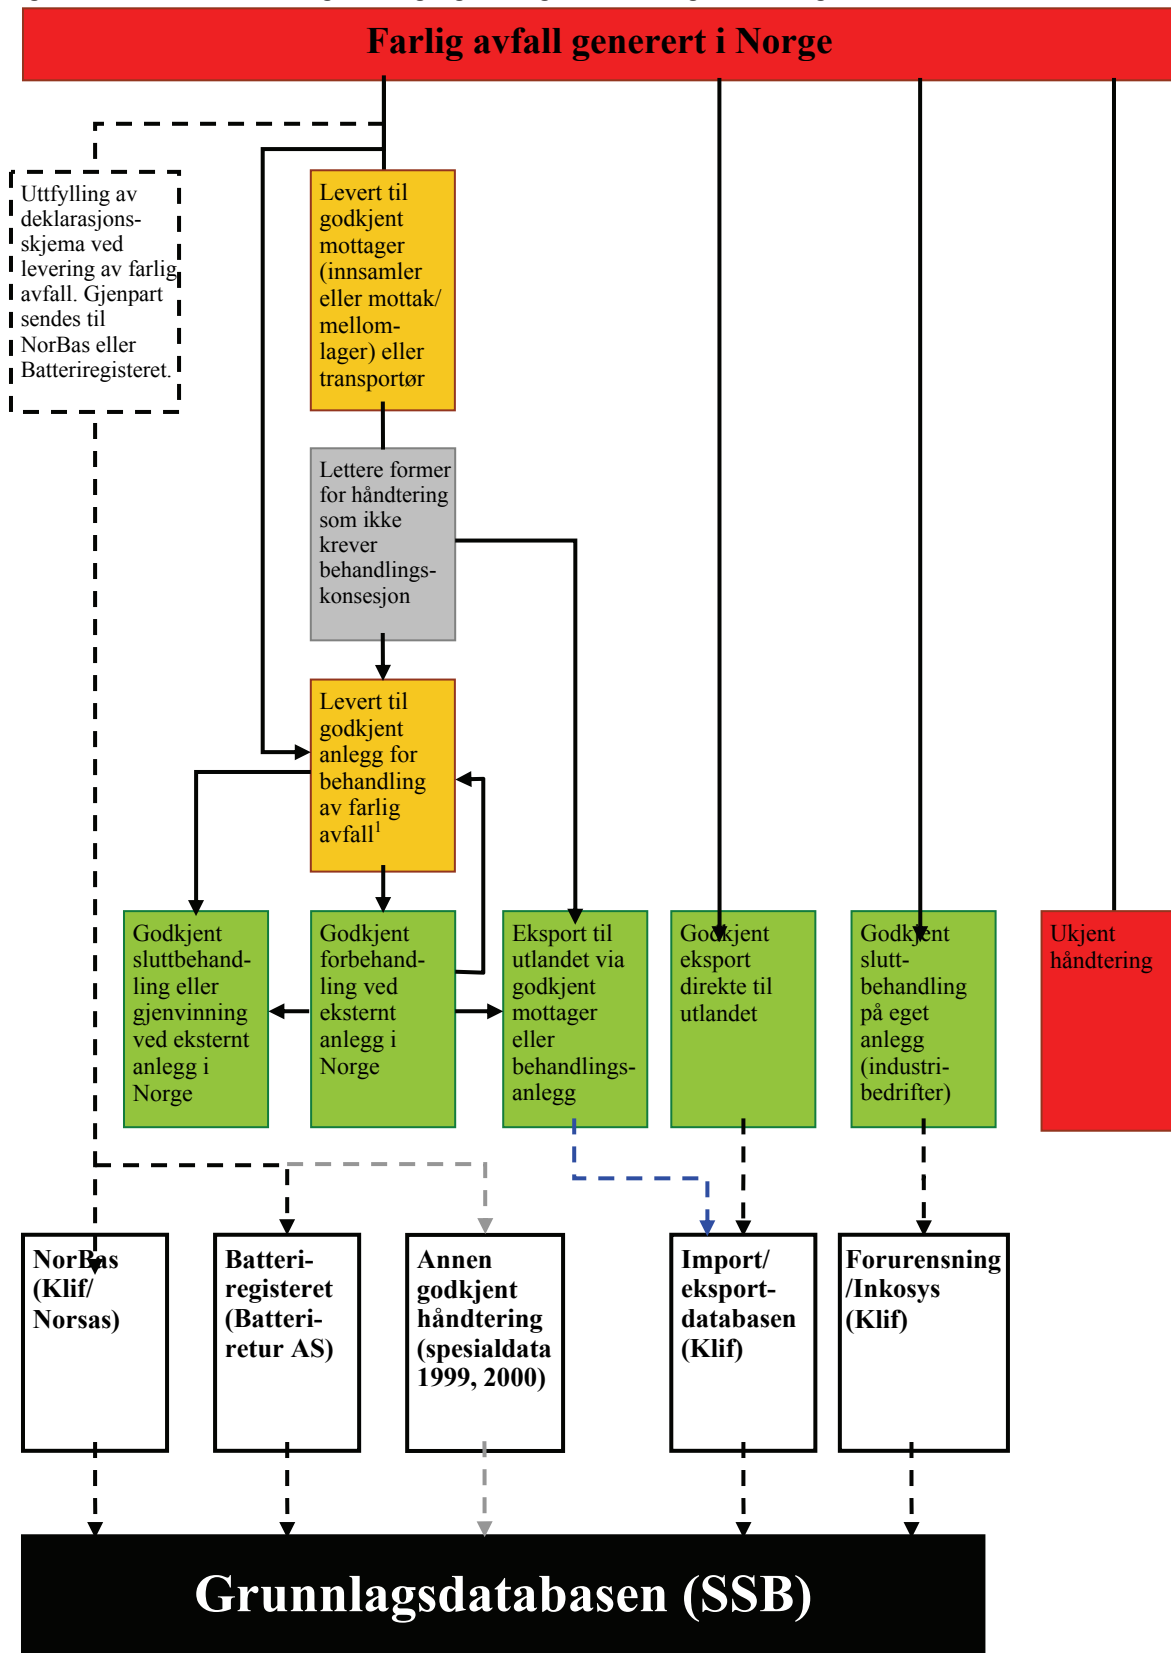 Farlig avfall generert i Norge
Uttfylling av
deklarasjons-
skjema ved
levering av farlig
avfall. Gjenpart
sendes til
NorBas eller
Batteriregisteret.
Levert til
godkjent
mottager
(innsamler
eller mottak/
mellom-
lager) eller
transportør
Lettere former
for håndtering
som ikke
krever
behandlings-
konsesjon
Levert til
godkjent
anlegg for
behandling
av farlig
avfall1
Godkjent
sluttbehand-
ling eller
gjenvinning
ved eksternt
anlegg i
Norge
Godkjent
forbehand-
ling ved
eksternt
anlegg i
Norge
Eksport til
utlandet via
godkjent
mottager
eller
behandlings-
anlegg
Godkjent
eksport
direkte til
utlandet
Godkjent
slutt-
behandling
på eget
anlegg
(industri-
bedrifter)
Ukjent
håndtering
NorBas
(Klif/
Norsas)
Batteri-
registeret
(Batteri-
retur AS)
Annen
godkjent
håndtering
(spesialdata
1999, 2000)
Import/
eksport-
databasen
(Klif)
Forurensning
/Inkosys
(Klif)
Grunnlagsdatabasen (SSB)